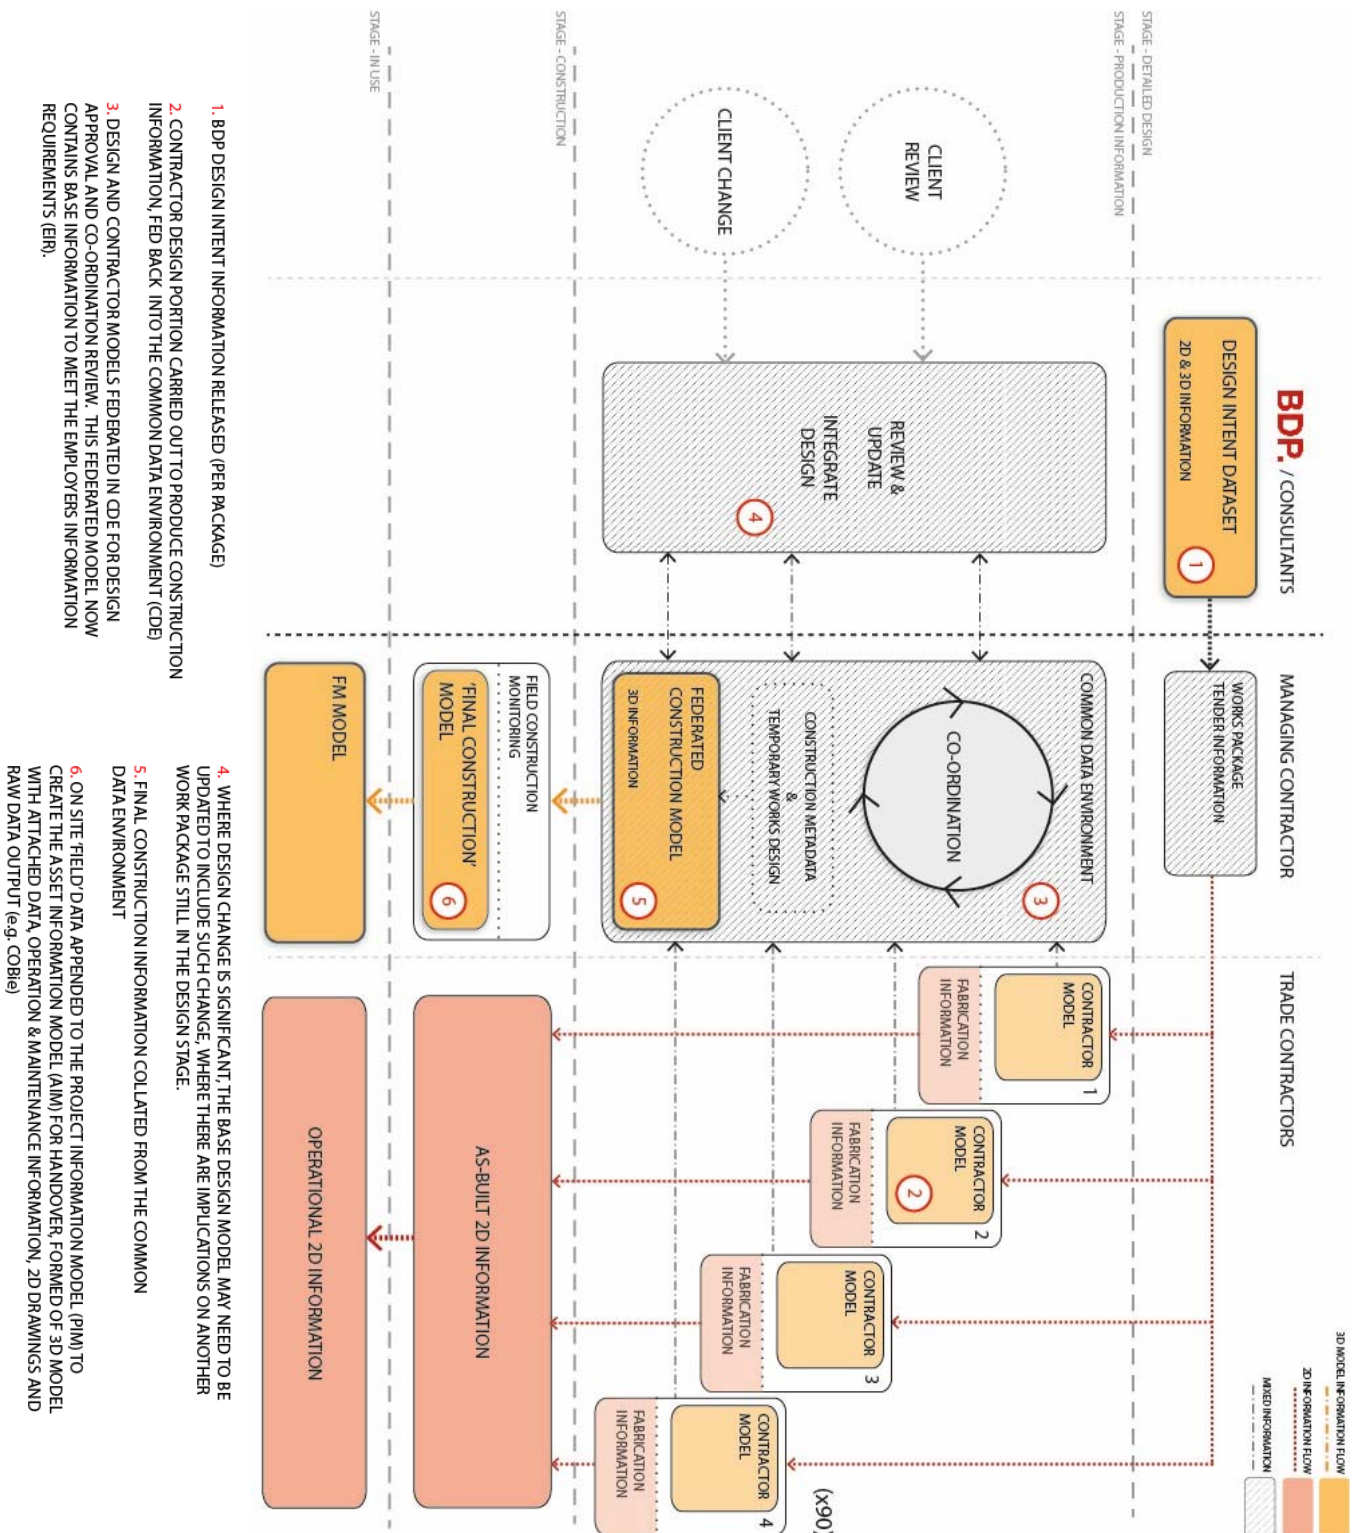 BDP. / CONSULTANTS
MANAGING CONTRACTOR
TRADE CONTRACTORS
3D MODEL INFORMATION FLOW
2D INFORMATION FLOW
MIXED INFORMATION
DESIGN INTENT DATASET
2D & 3D INFORMATION
1
WORKS PACKAGE
TENDER INFORMATION
STAGE - DETAILED DESIGN
STAGE - PRODUCTION INFORMATION
CLIENT
REVIEW
CLIENT CHANGE
REVIEW &
UPDATE
INTEGRATE
DESIGN
4
COMMON DATA ENVIRONMENT
3
CO-ORDINATION
CONSTRUCTION METADATA
&
TEMPORARY WORKS DESIGN
FEDERATED
CONSTRUCTION MODEL
3D INFORMATION
5
CONTRACTOR
MODEL
1
FABRICATION
INFORMATION
CONTRACTOR
MODEL
2
2
FABRICATION
INFORMATION
CONTRACTOR
MODEL
3
FABRICATION
INFORMATION
(x90)
CONTRACTOR
MODEL
4
FABRICATION
INFORMATION
STAGE - CONSTRUCTION
FIELD CONSTRUCTION
MONITORING
'FINAL CONSTRUCTION'
MODEL
6
AS-BUILT 2D INFORMATION
STAGE - IN USE
FM MODEL
OPERATIONAL 2D INFORMATION
1. BDP DESIGN INTENT INFORMATION RELEASED (PER PACKAGE)
2. CONTRACTOR DESIGN PORTION CARRIED OUT TO PRODUCE CONSTRUCTION
INFORMATION, FED BACK INTO THE COMMON DATA ENVIRONMENT (CDE)
3. DESIGN AND CONTRACTOR MODELS FEDERATED IN CDE FOR DESIGN
APPROVAL AND CO-ORDINATION REVIEW. THIS FEDERATED MODEL NOW
CONTAINS BASE INFORMATION TO MEET THE EMPLOYERS INFORMATION
REQUIREMENTS (EIR).
4. WHERE DESIGN CHANGE IS SIGNIFICANT, THE BASE DESIGN MODEL MAY NEED TO BE
UPDATED TO INCLUDE SUCH CHANGE, WHERE THERE ARE IMPLICATIONS ON ANOTHER
WORK PACKAGE STILL IN THE DESIGN STAGE.
5. FINAL CONSTRUCTION INFORMATION COLLATED FROM THE COMMON
DATA ENVIRONMENT
6. ON SITE 'FIELD' DATA APPENDED TO THE PROJECT INFORMATION MODEL (PIM) TO
CREATE THE ASSET INFORMATION MODEL (AIM) FOR HANDOVER, FORMED OF 3D MODEL
WITH ATTACHED DATA, OPERATION & MAINTENANCE INFORMATION, 2D DRAWINGS AND
RAW DATA OUTPUT (e.g. COBie)